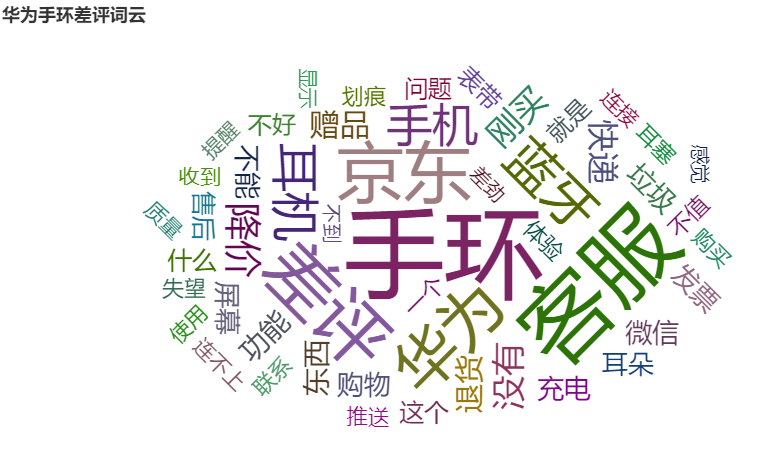 华为手环差评词云
显示
划痕
问题
表带
刚买
就是
连接
耳塞
感觉
提醒
不好
赠品
手机
快递
收到
不能
耳机
京东
差劲
蓝牙
垃圾
不值
购买
质量
售后
降价
不到
手环
体验
客服
发票
什么
差评
一个
失望
屏幕
华为
微信
使用
功能
连不上
联系
东西
购物
退货
没有
耳朵
充电
推送
这个